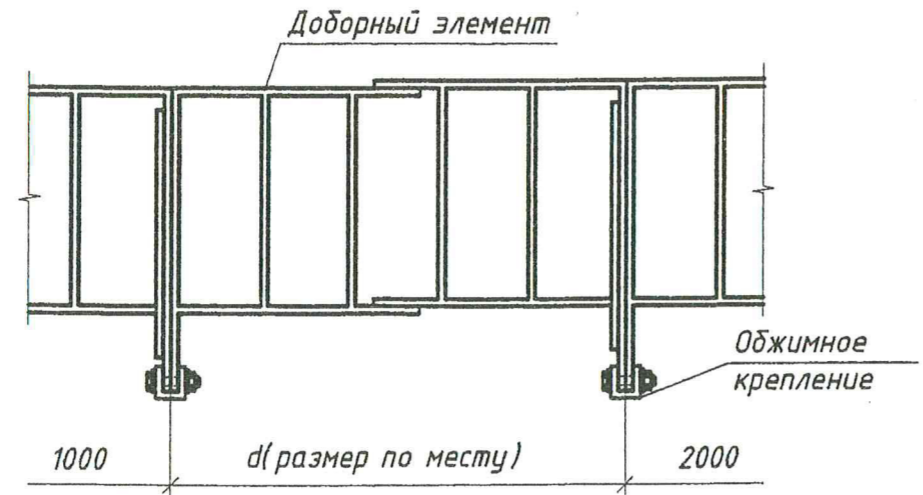 Доборный элемент
Обжимное
крепление
1000
d(размер по месту)
2000